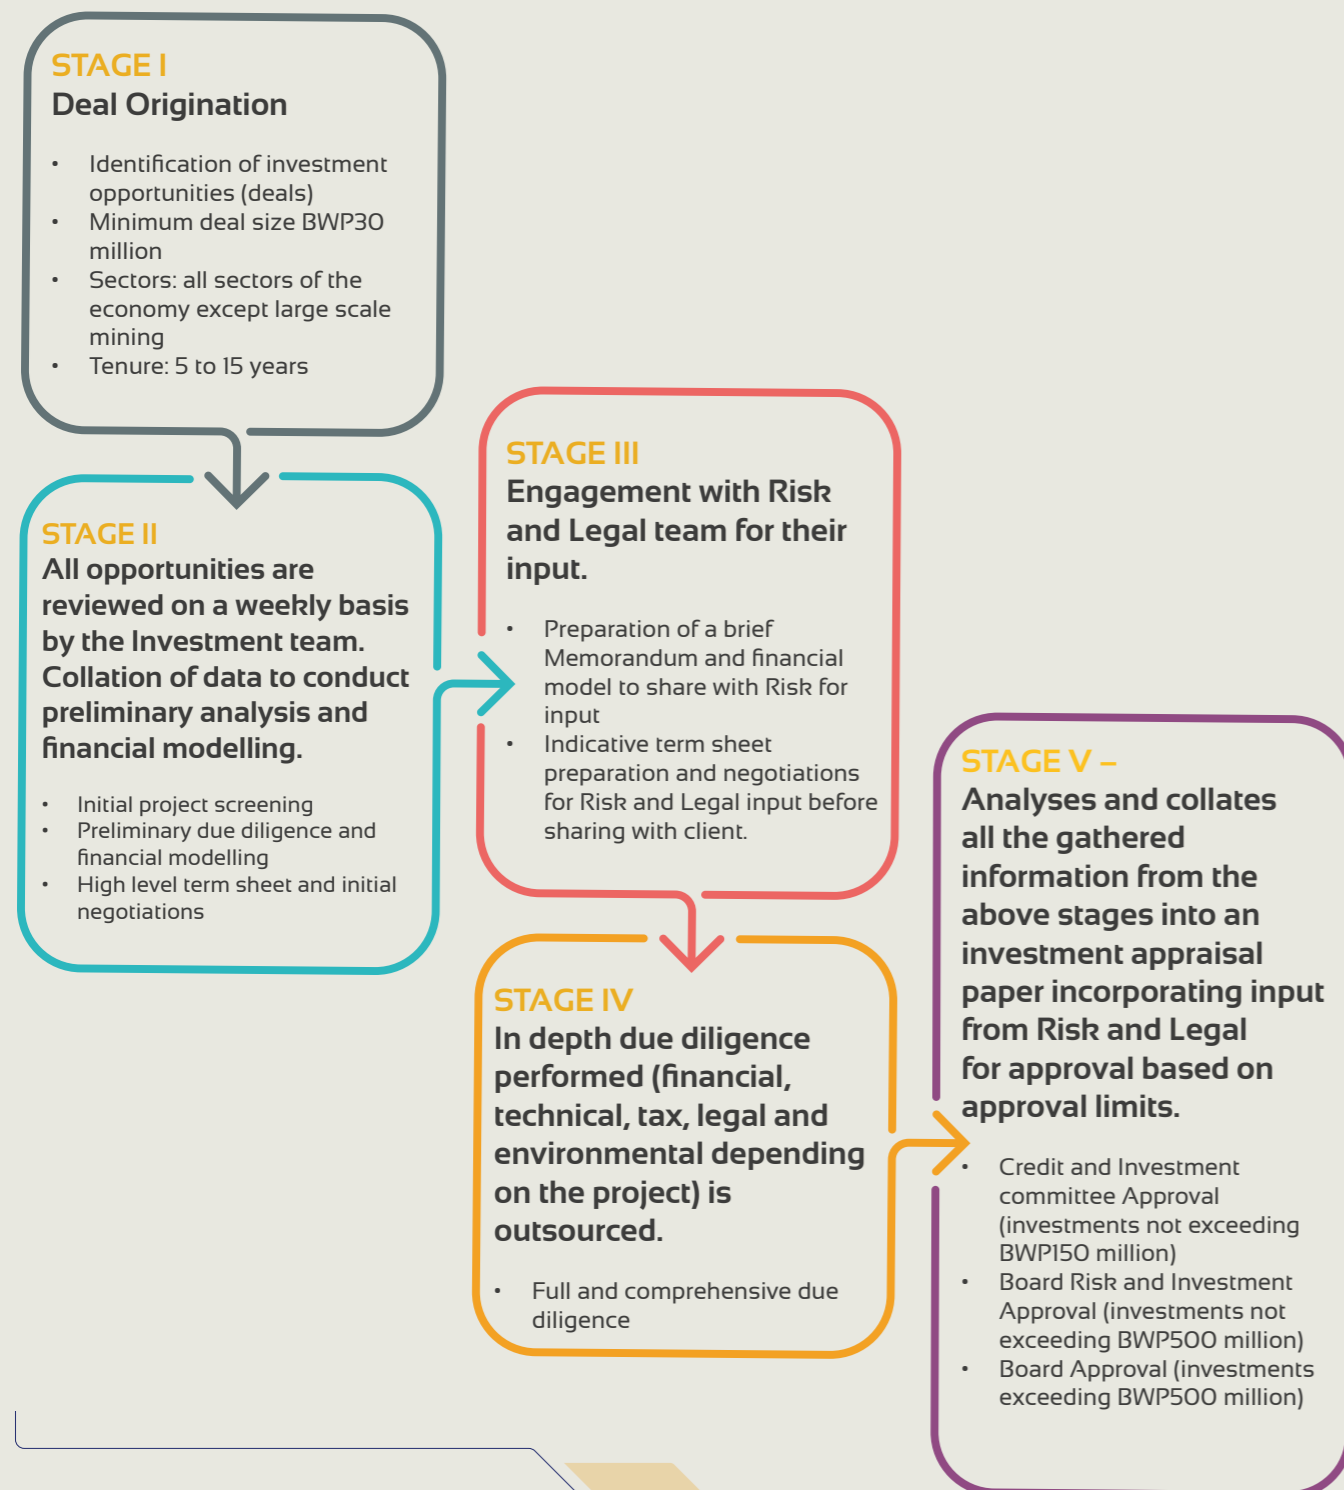 STAGE I
Deal Origination
• Identification of investment
opportunities (deals)
• Minimum deal size BWP30
million
• Sectors: all sectors of the
economy except large scale
mining
• Tenure: 5 to 15 years
STAGE II
All opportunities are
reviewed on a weekly basis
by the Investment team.
Collation of data to conduct
preliminary analysis and
financial modelling.
• Initial project screening
• Preliminary due diligence and
financial modelling
• High level term sheet and initial
negotiations
STAGE III
Engagement with Risk
and Legal team for their
input.
• Preparation of a brief
Memorandum and financial
model to share with Risk for
input
• Indicative term sheet
preparation and negotiations
for Risk and Legal input before
sharing with client.
STAGE IV
In depth due diligence
performed (financial,
technical, tax, legal and
environmental depending
on the project) is
outsourced.
• Full and comprehensive due
diligence
STAGE V –
Analyses and collates
all the gathered
information from the
above stages into an
investment appraisal
paper incorporating input
from Risk and Legal
for approval based on
approval limits.
• Credit and Investment
committee Approval
(investments not exceeding
BWP150 million)
• Board Risk and Investment
Approval (investments not
exceeding BWP500 million)
• Board Approval (investments
exceeding BWP500 million)